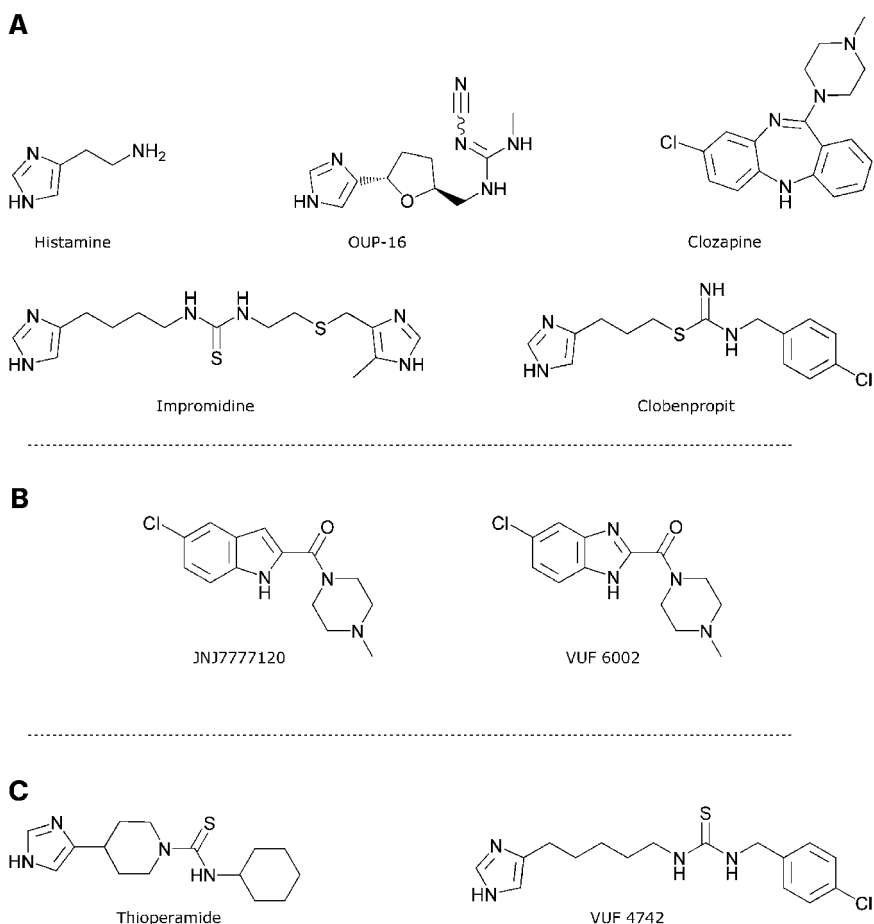 A
Histamine
HN
N
NH2
OUP-16
HN
N
O
N
N
NH
NH
Clozapine
Cl
N
N
N
N
H
Impromidine
HN
N
H
N
S
H
N
S
N
NH
Clobenpropit
HN
N
S
NH
N
H
Cl
B
JNJ7777120
Cl
N
H
O
N
N
VUF 6002
Cl
N
N
H
O
N
N
C
Thioperamide
HN
N
N
S
HN
VUF 4742
HN
N
N
H
S
N
H
Cl